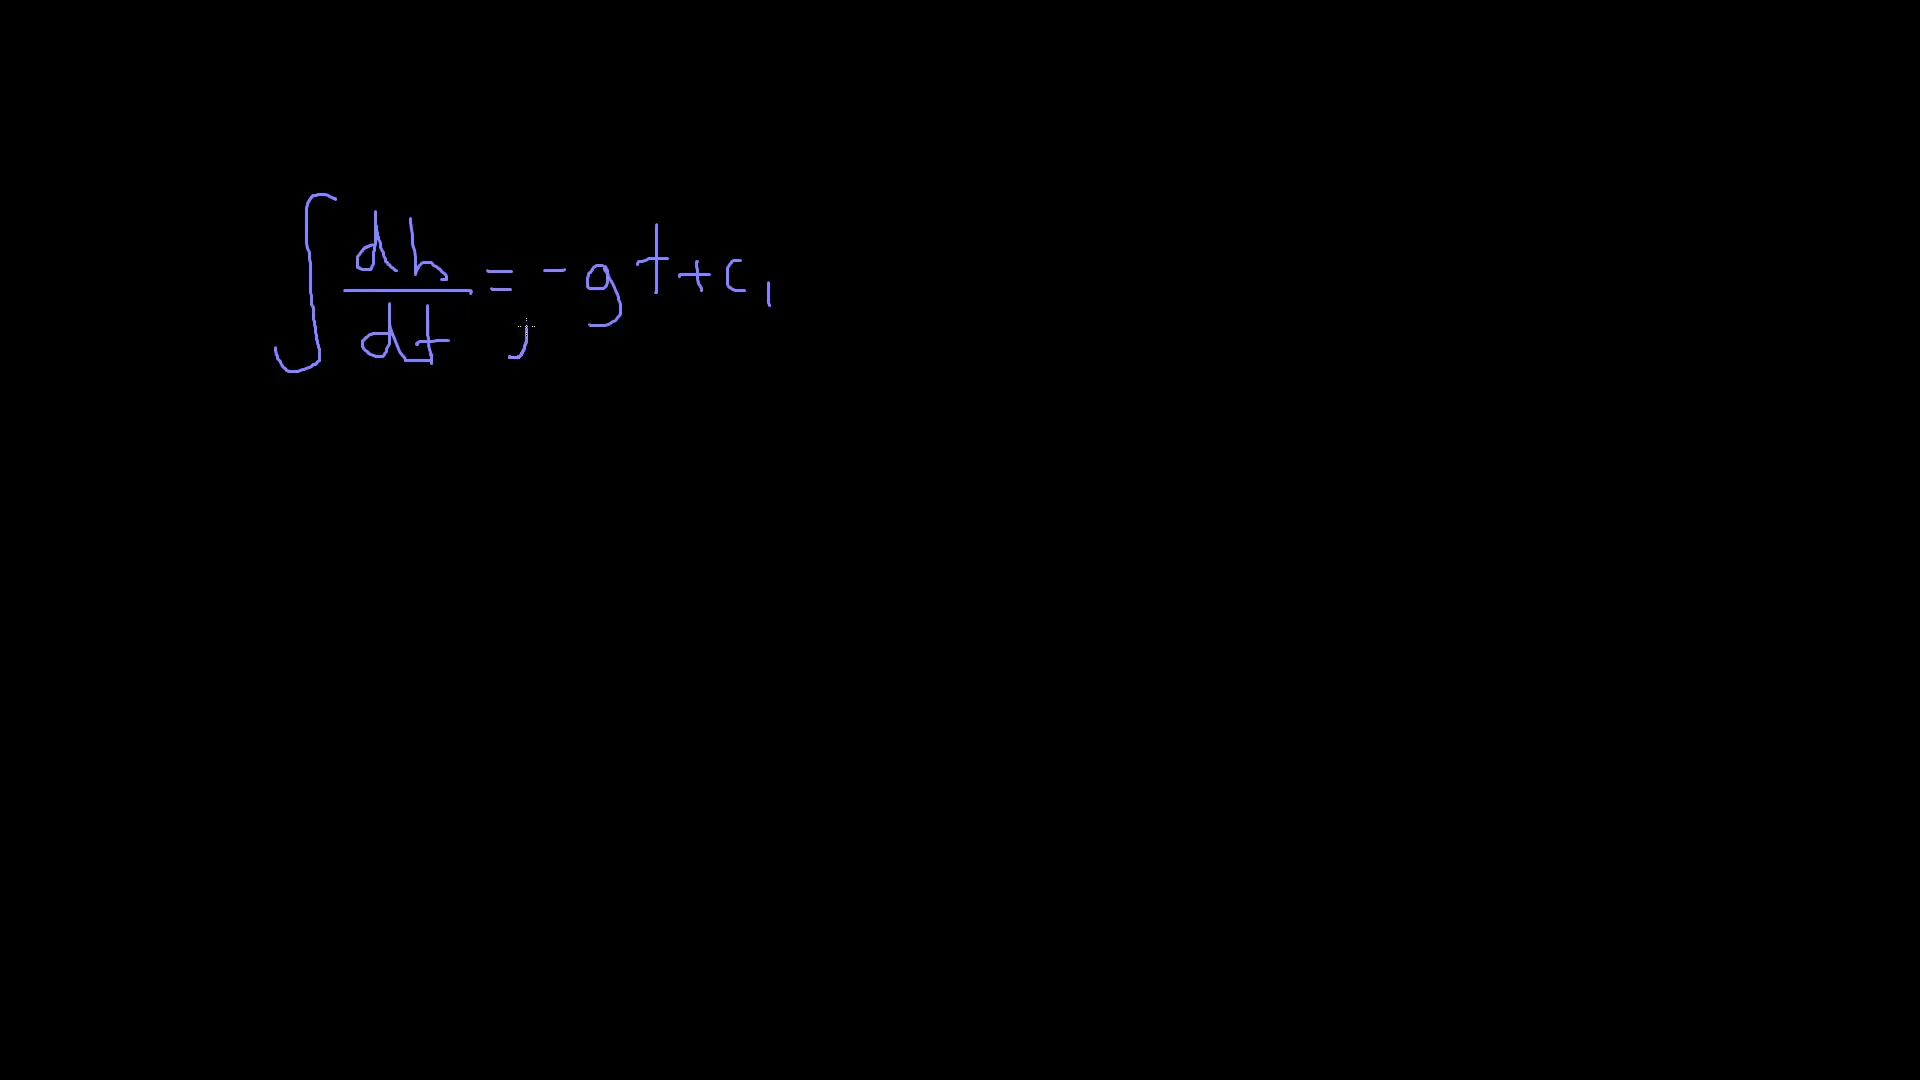 ∫ dh/dt = -gt + c₁